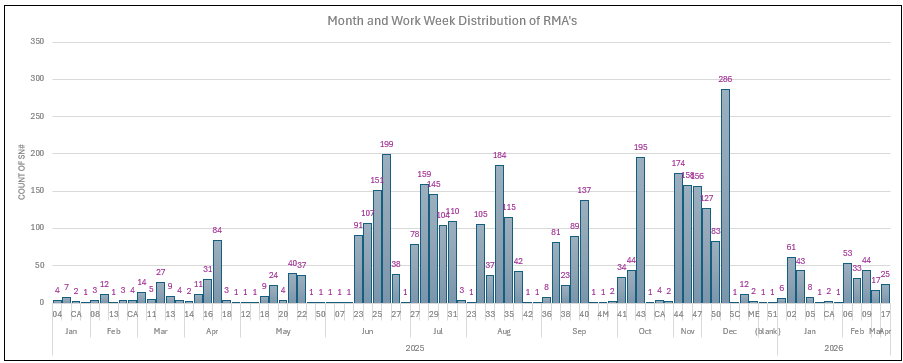 Month and Work Week Distribution of RMA's
350
300
250
200
150
100
50
0
COUNT OF SN#
4 7 2 1 3 12 1 3 4 14 5 27 9 4 2 11 31 84 3 1 1 1 9 24 4 40 37 1 1 1 1 1 91 107 151 199 38 1 78 159 145 104 110 3 1 105 37 184 115 42 1 1 8 81 23 89 137 1 1 2 34 44 195 1 4 2 174 158 156 127 83 286 1 12 2 1 1 6 61 43 8 1 2 1 53 33 44 17 25
04 CA 08 13 CA 11 13 14 16 18 12 18 20 22 50 07 21 23 25 27 27 29 31 23 33 35 42 36 38 40 4M 41 43 CA 44 47 50 5C ME 51 02 05 CA 06 09 17
Jan Feb Mar Apr May Jun Jul Aug Sep Oct Nov Dec (blank) Jan Feb Mar Apr
2025 2026